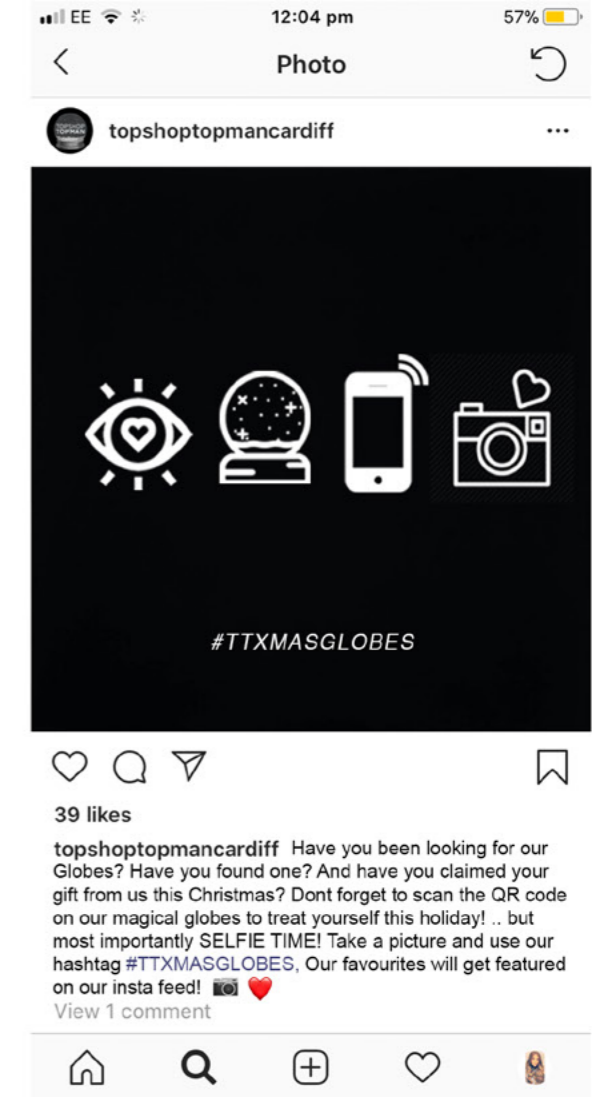 EE 12:04 pm 57%
Photo
TOPSHOP
TOPMAN
topshoptopmancardiff
#TTXMASGLOBES
39 likes
topshoptopmancardiff Have you been looking for our
Globes? Have you found one? And have you claimed your
gift from us this Christmas? Dont forget to scan the QR code
on our magical globes to treat yourself this holiday! .. but
most importantly SELFIE TIME! Take a picture and use our
hashtag #TTXMASGLOBES, Our favourites will get featured
on our insta feed! 📷 ❤️
View 1 comment